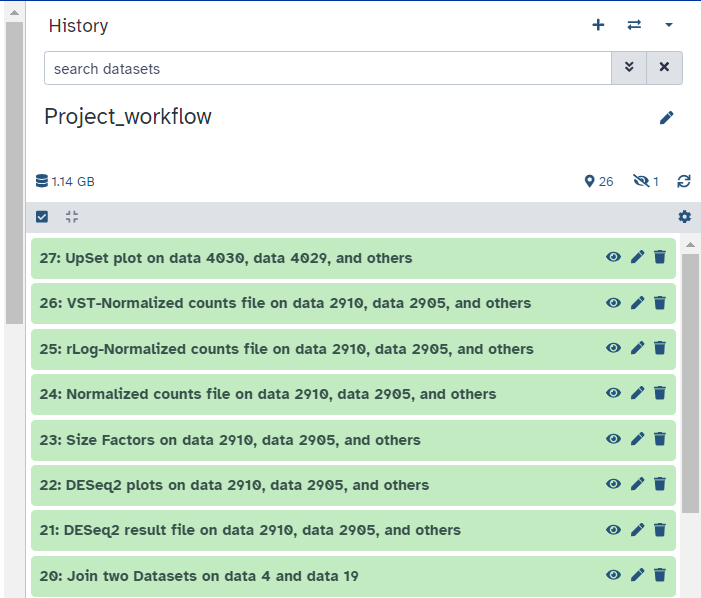 History
search datasets
Project_workflow
1.14 GB 26 1
27: UpSet plot on data 4030, data 4029, and others
26: VST-Normalized counts file on data 2910, data 2905, and others
25: rLog-Normalized counts file on data 2910, data 2905, and others
24: Normalized counts file on data 2910, data 2905, and others
23: Size Factors on data 2910, data 2905, and others
22: DESeq2 plots on data 2910, data 2905, and others
21: DESeq2 result file on data 2910, data 2905, and others
20: Join two Datasets on data 4 and data 19